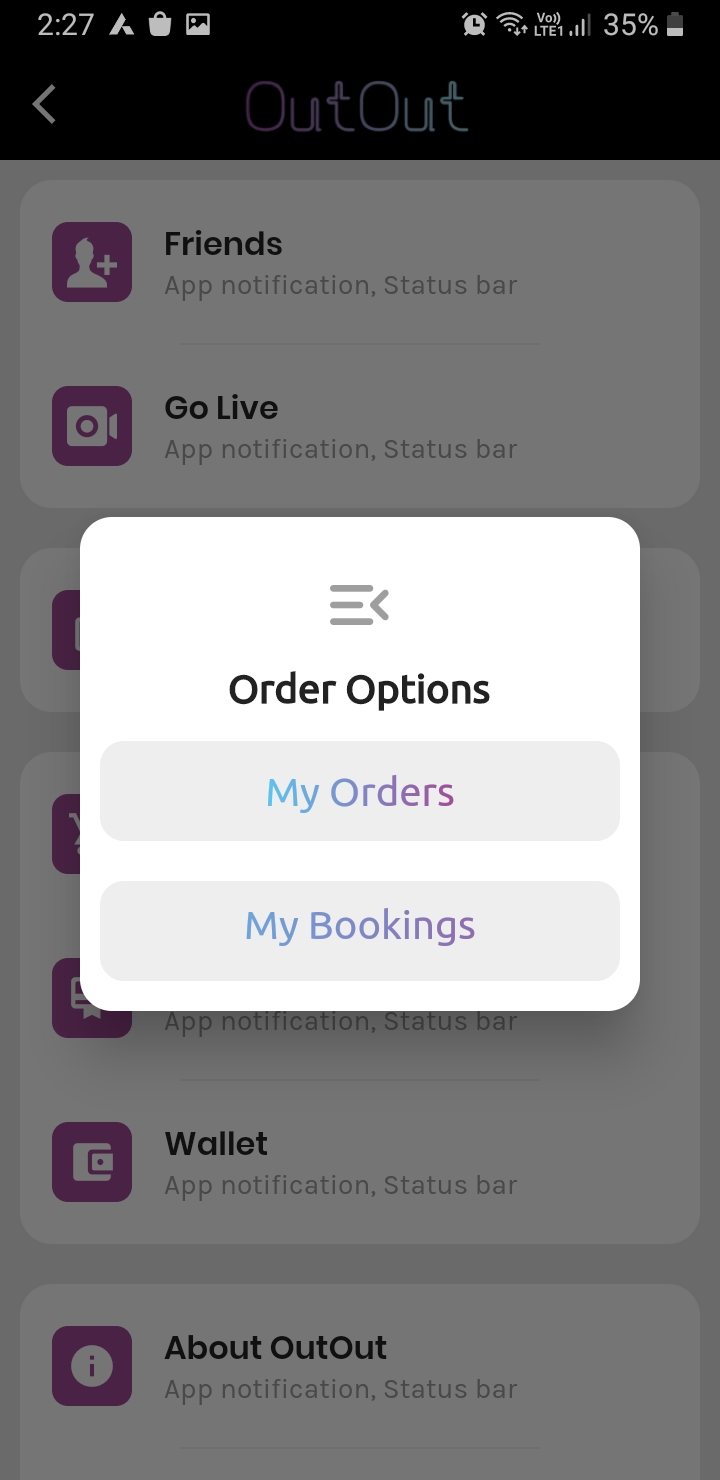 2:27
Vo)) LTE1 35%
OutOut
Friends
App notification, Status bar
Go Live
App notification, Status bar
Order Options
My Orders
My Bookings
App notification, Status bar
Wallet
App notification, Status bar
About OutOut
App notification, Status bar